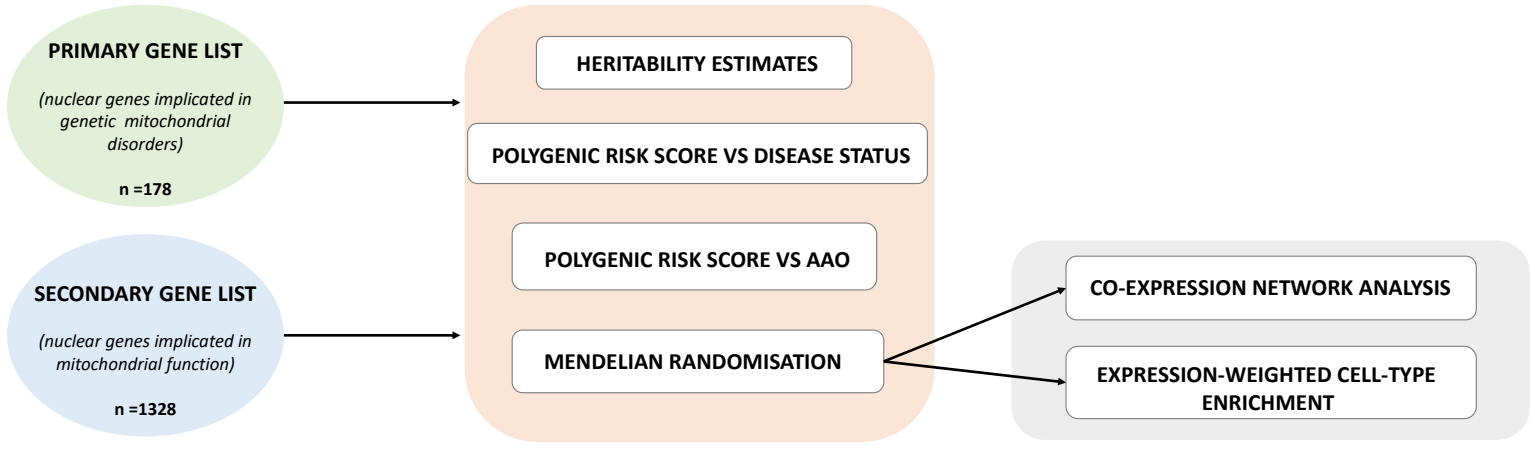 PRIMARY GENE LIST
(nuclear genes implicated in
genetic mitochondrial
disorders)
n =178
SECONDARY GENE LIST
(nuclear genes implicated in
mitochondrial function)
n =1328
HERITABILITY ESTIMATES
POLYGENIC RISK SCORE VS DISEASE STATUS
POLYGENIC RISK SCORE VS AAO
MENDELIAN RANDOMISATION
CO-EXPRESSION NETWORK ANALYSIS
EXPRESSION-WEIGHTED CELL-TYPE
ENRICHMENT